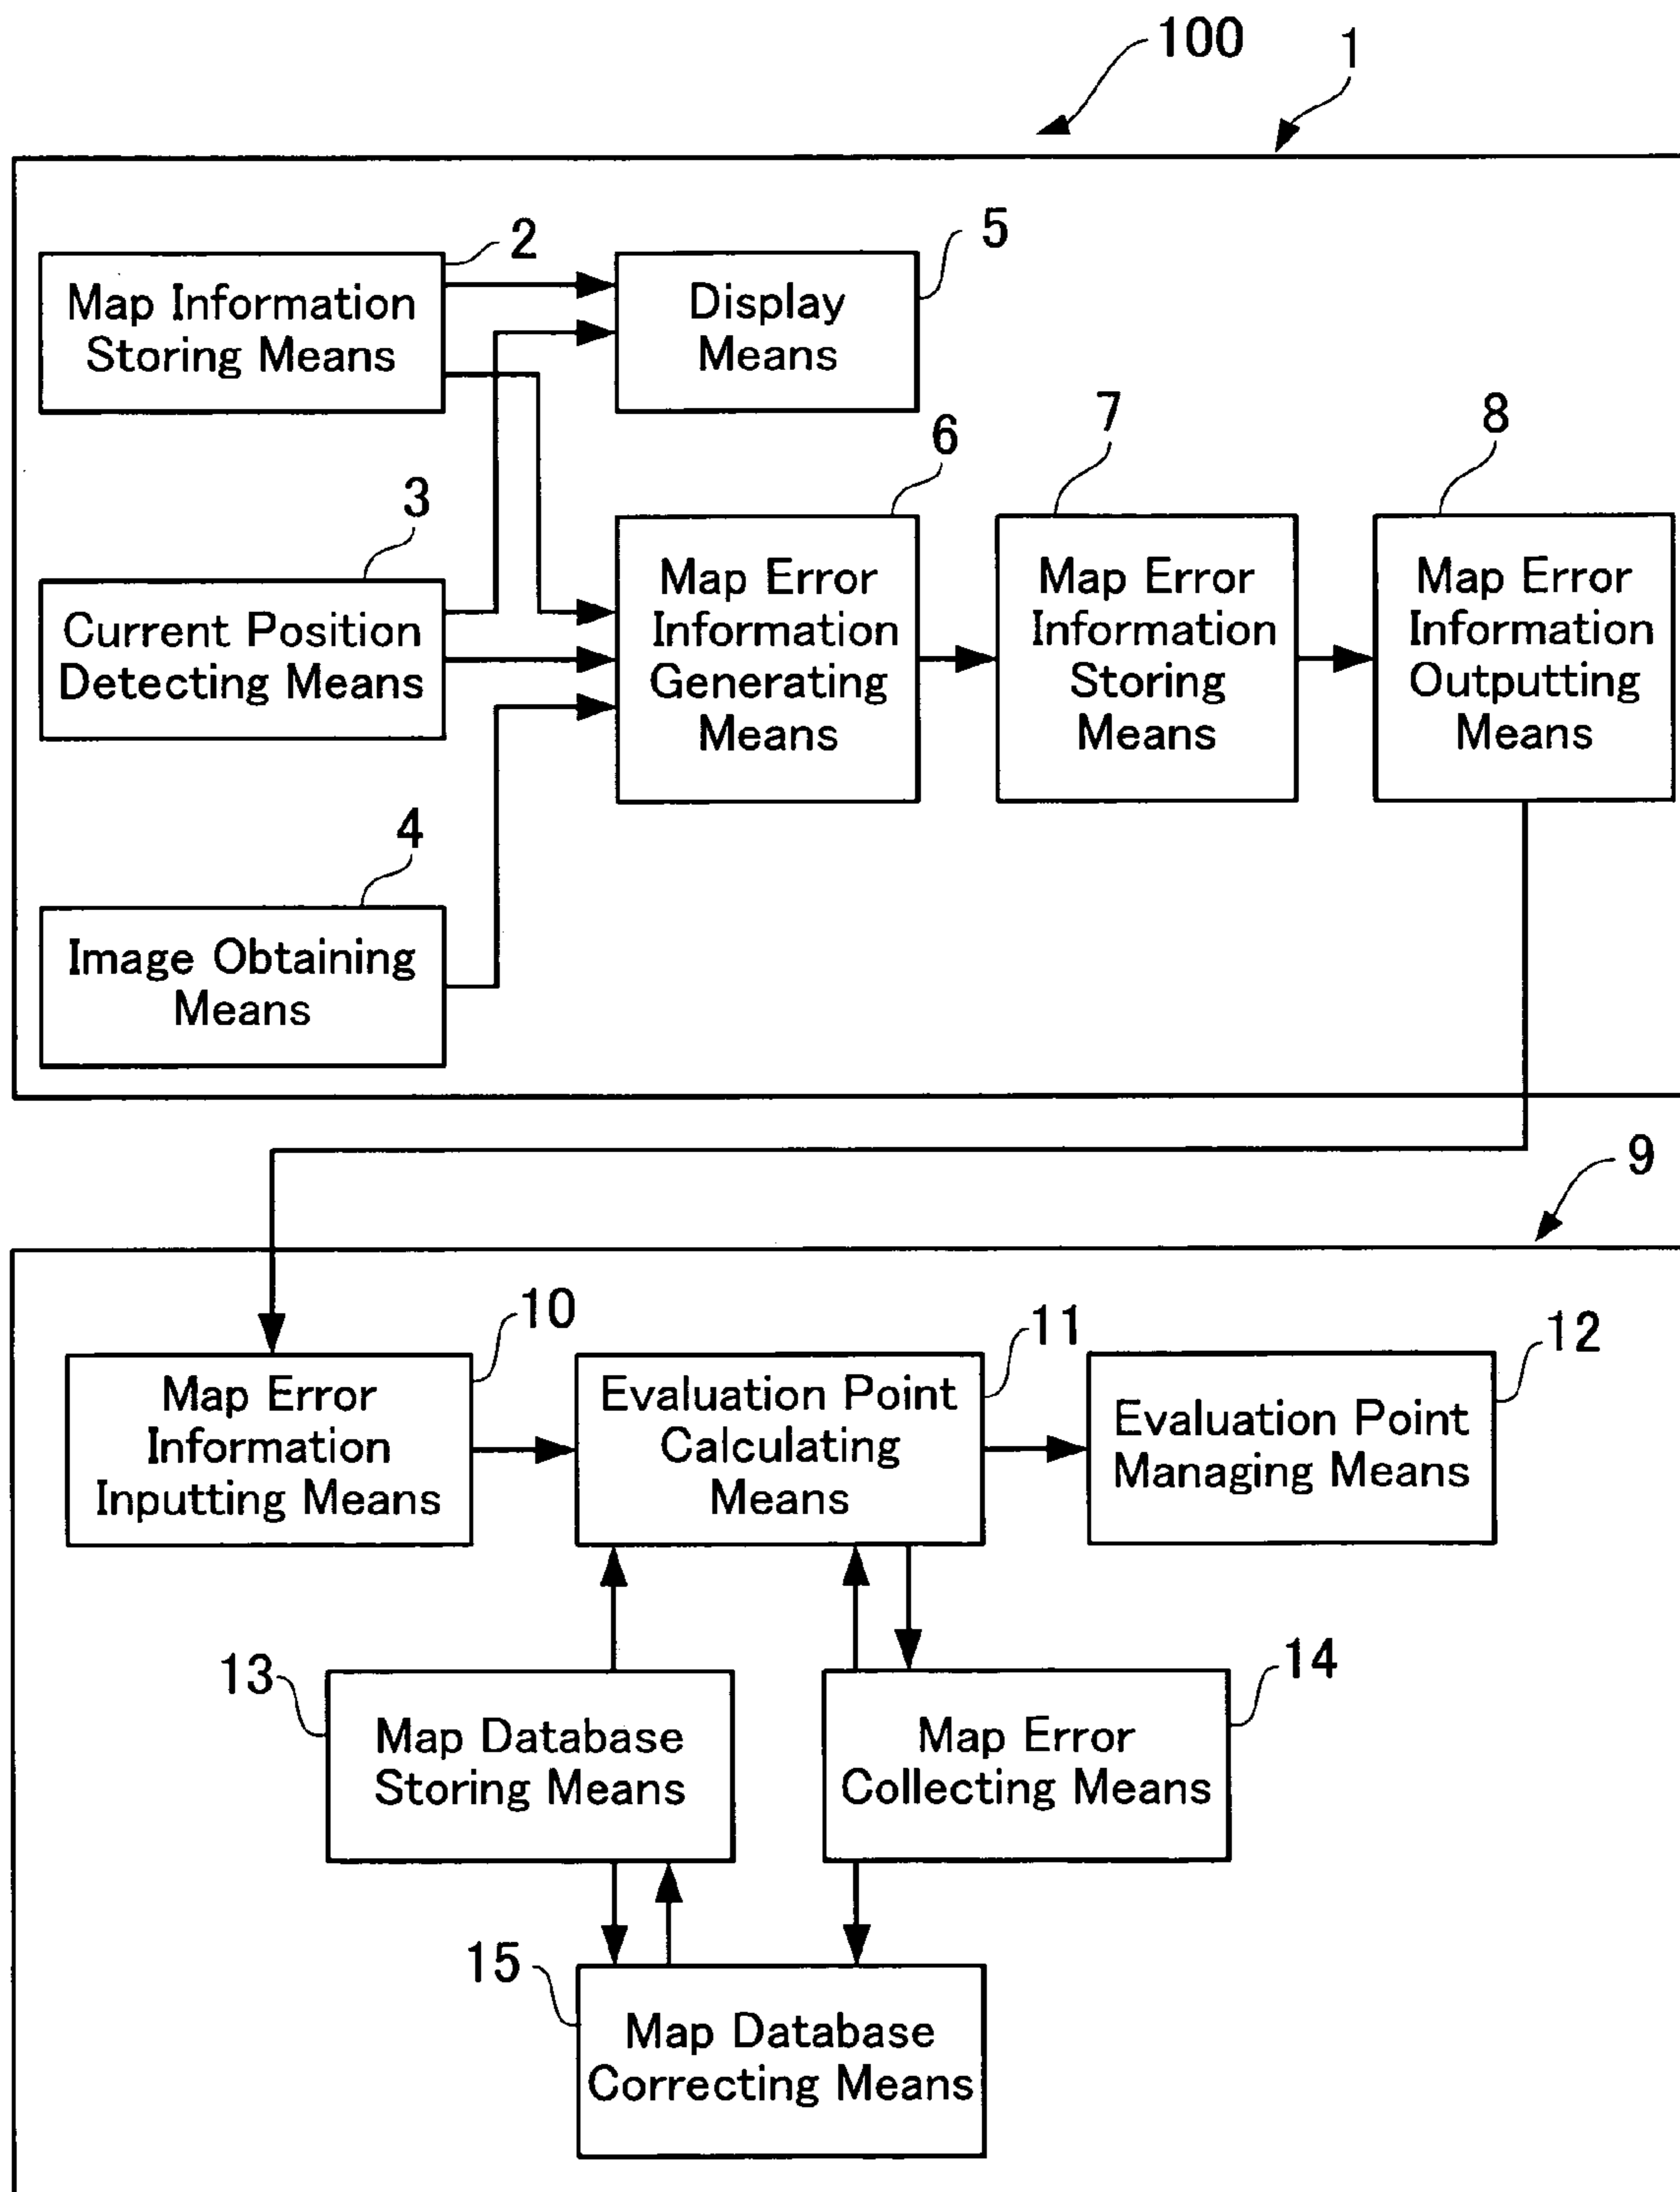 100
1
2
Map Information
Storing Means
5
Display
Means
3
Current Position
Detecting Means
6
Map Error
Information
Generating
Means
7
Map Error
Information
Storing
Means
8
Map Error
Information
Outputting
Means
4
Image Obtaining
Means
9
10
Map Error
Information
Inputting Means
11
Evaluation Point
Calculating
Means
12
Evaluation Point
Managing Means
13
Map Database
Storing Means
14
Map Error
Collecting Means
15
Map Database
Correcting Means